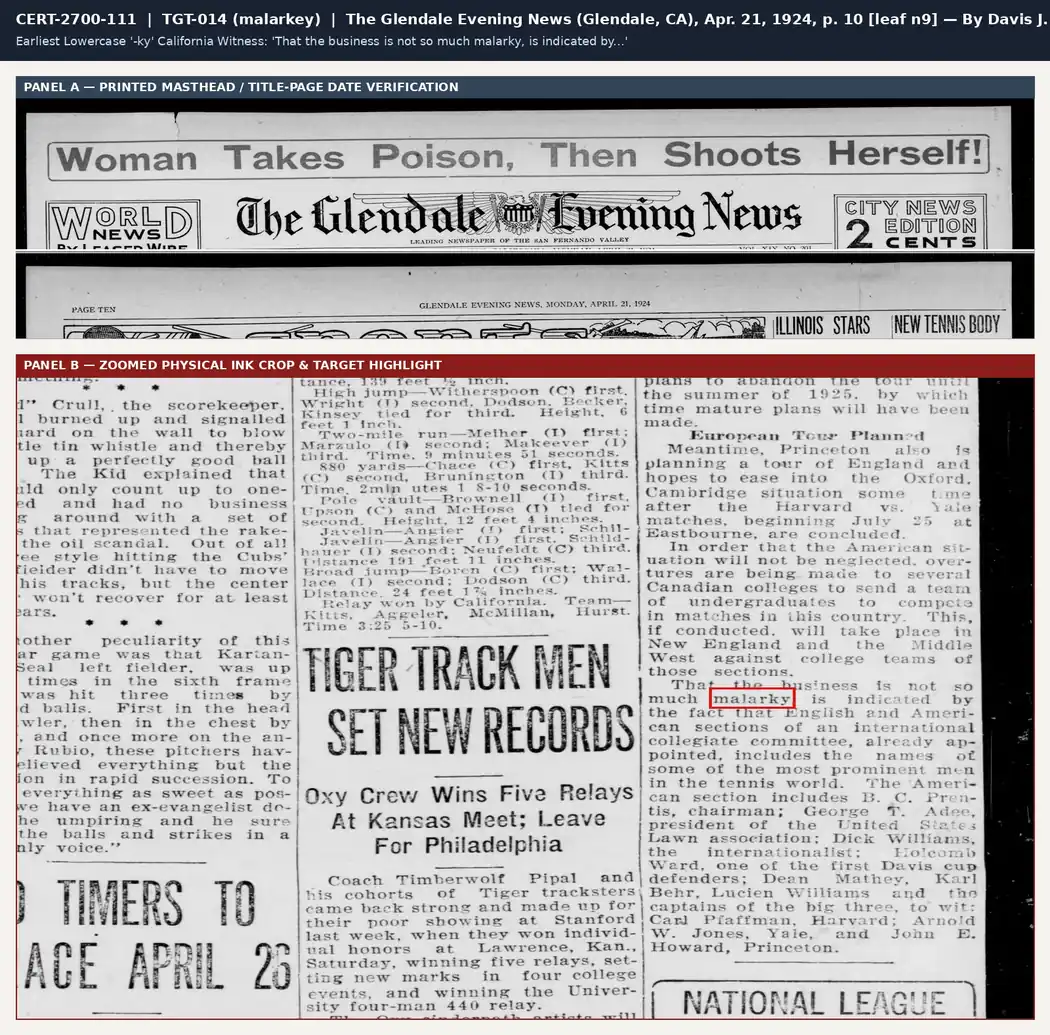 CERT-2700-111 | TGT-014 (malarkey) | The Glendale Evening News (Glendale, CA), Apr. 21, 1924, p. 10 [leaf n9] — By Davis J.
Earliest Lowercase '-ky' California Witness: 'That the business is not so much malarky, is indicated by...'
PANEL A — PRINTED MASTHEAD / TITLE-PAGE DATE VERIFICATION
Woman Takes Poison, Then Shoots Herself!
WORLD
NEWS
BY LEASED WIRE
The Glendale Evening News
LEADING NEWSPAPER OF THE SAN FERNANDO VALLEY
CITY NEWS
EDITION
2 CENTS
PAGE TEN
GLENDALE EVENING NEWS, MONDAY, APRIL 21, 1924
ILLINOIS STARS
NEW TENNIS BODY
PANEL B — ZOOMED PHYSICAL INK CROP & TARGET HIGHLIGHT
* * *
Crull, the scorekeeper,
burned up and signalled
on the wall to blow
tin whistle and thereby
up a perfectly good ball
The Kid explained that
only count up to one-
and had no business
around with a set of
that represented the rake-
the oil scandal. Out of all
style hitting the Cubs'
fielder didn't have to move
his tracks, but the center
won't recover for at least
* * *
other peculiarity of this
game was that Kartan-
Seal left fielder, was up
times in the sixth frame
was hit three times by
balls. First in the head
then in the chest by
and once more on the an-
Rubio, these pitchers hav-
everything but the
in rapid succession. To
everything as sweet as pos-
have an ex-evangelist do-
the umpiring and he sure
the balls and strikes in a
voice."
TIMERS TO
APRIL 26
tance, 139 feet ½ inch.
High jump—Witherspoon (C) first,
Wright (I) second, Dodson, Becker,
Kinsey tied for third. Height, 6
feet 1 inch.
Two-mile run—Melher (I) first;
Marzulo (I) second; Makeever (I)
third. Time, 9 minutes 51 seconds.
880 yards—Chace (C) first, Kitts
(C) second, Brunington (I) third.
Time, 2mip utes 1 8-10 seconds.
Pole vault—Brownell (I) first,
Upson (C) and McHose (I) tied for
second. Height, 12 feet 4 inches.
Javelin—Angier (I) first; Schil-
Javelin—Angier (I) first, Schild-
hauer (I) second; Neufeldt (C) third.
Distance 191 feet 11 inches.
Broad jump—Boren (C) first; Wal-
lace (I) second; Dodson (C) third.
Distance, 24 feet 1¾ inches.
Relay won by California. Team—
Kitts, Aggeler, McMillan, Hurst.
Time 3:25 5-10.
TIGER TRACK MEN
SET NEW RECORDS
Oxy Crew Wins Five Relays
At Kansas Meet; Leave
For Philadelphia
Coach Timberwolf Pipal and
his cohorts of Tiger tracksters
came back strong and made up for
their poor showing at Stanford
last week, when they won individ-
ual honors at Lawrence, Kan.,
Saturday, winning five relays, set-
ting new marks in four college
events, and winning the Univer-
sity four-man 440 relay.
plans to abandon the tour until
the summer of 1925, by which
time mature plans will have been
made.
European Tour Planned
Meantime, Princeton also is
planning a tour of England and
hopes to ease into the Oxford,
Cambridge situation some time
after the Harvard vs. Yale
matches, beginning July 25 at
Eastbourne, are concluded.
In order that the American sit-
uation will not be neglected, over-
tures are being made to several
Canadian colleges to send a team
of undergraduates to compete
in matches in this country. This,
if conducted, will take place in
New England and the Middle
West against college teams of
those sections.
That the business is not so
much malarky is indicated by
the fact that English and Ameri-
can sections of an international
collegiate committee, already ap-
pointed, includes the names of
some of the most prominent men
in the tennis world. The Ameri-
can section includes B. C. Pren-
tis, chairman; George T. Adee,
president of the United States
Lawn association; Dick Williams,
the internationalist; Holcomb
Ward, one of the first Davis cup
defenders; Dean Mathey, Karl
Behr, Lucien Williams and the
captains of the big three, to wit:
Carl Pfaffman, Harvard; Arnold
W. Jones, Yale, and John E.
Howard, Princeton.
NATIONAL LEAGUE